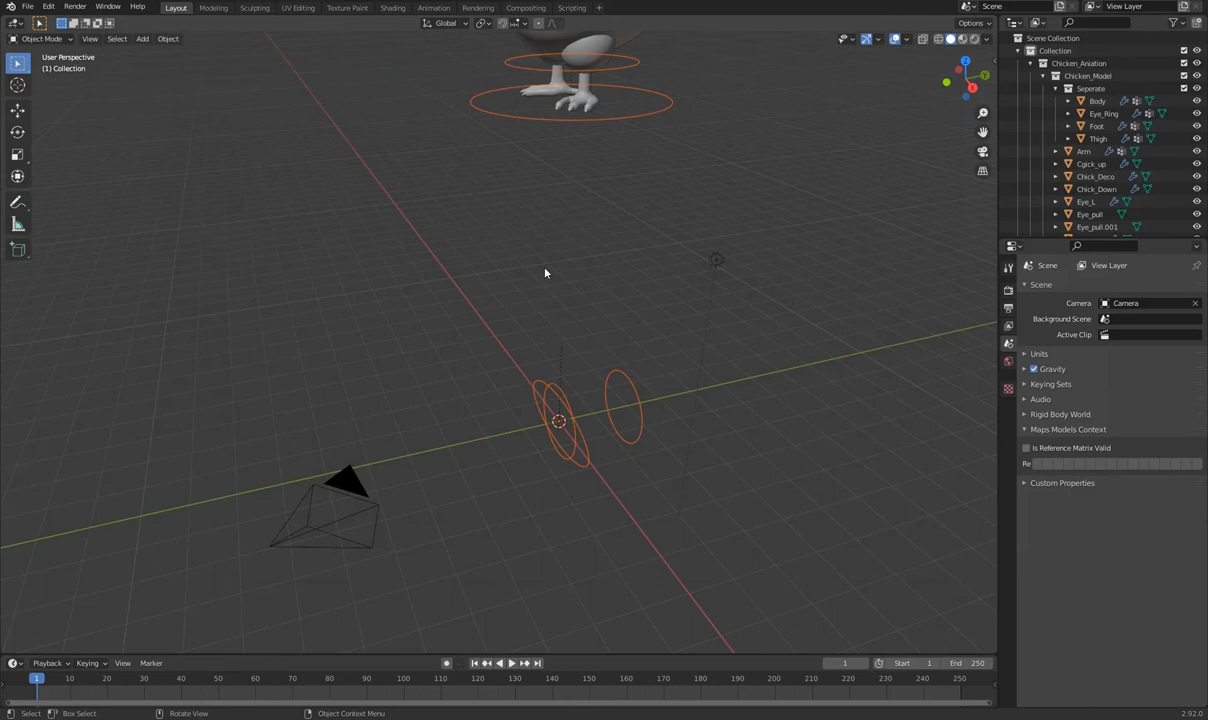 File Edit Render Window Help Layout Modeling Sculpting UV Editing Texture Paint Shading Animation Rendering Compositing Scripting + Scene View Layer
Global Options
Object Mode View Select Add Object
User Perspective
(1) Collection
Z
Y
X
Scene Collection
Collection
Chicken_Aniation
Chicken_Model
Seperate
Body
Eye_Ring
Foot
Thigh
Arm
Cgick_up
Chick_Deco
Chick_Down
Eye_L
Eye_pull
Eye_pull.001
Scene View Layer
Scene
Camera Camera
Background Scene
Active Clip
Units
Gravity
Keying Sets
Audio
Rigid Body World
Maps Models Context
Is Reference Matrix Valid
Re
Custom Properties
Playback Keying View Marker 1 Start 1 End 250
1 10 20 30 40 50 60 70 80 90 100 110 120 130 140 150 160 170 180 190 200 210 220 230 240 250
Select Box Select Rotate View Object Context Menu 2.92.0